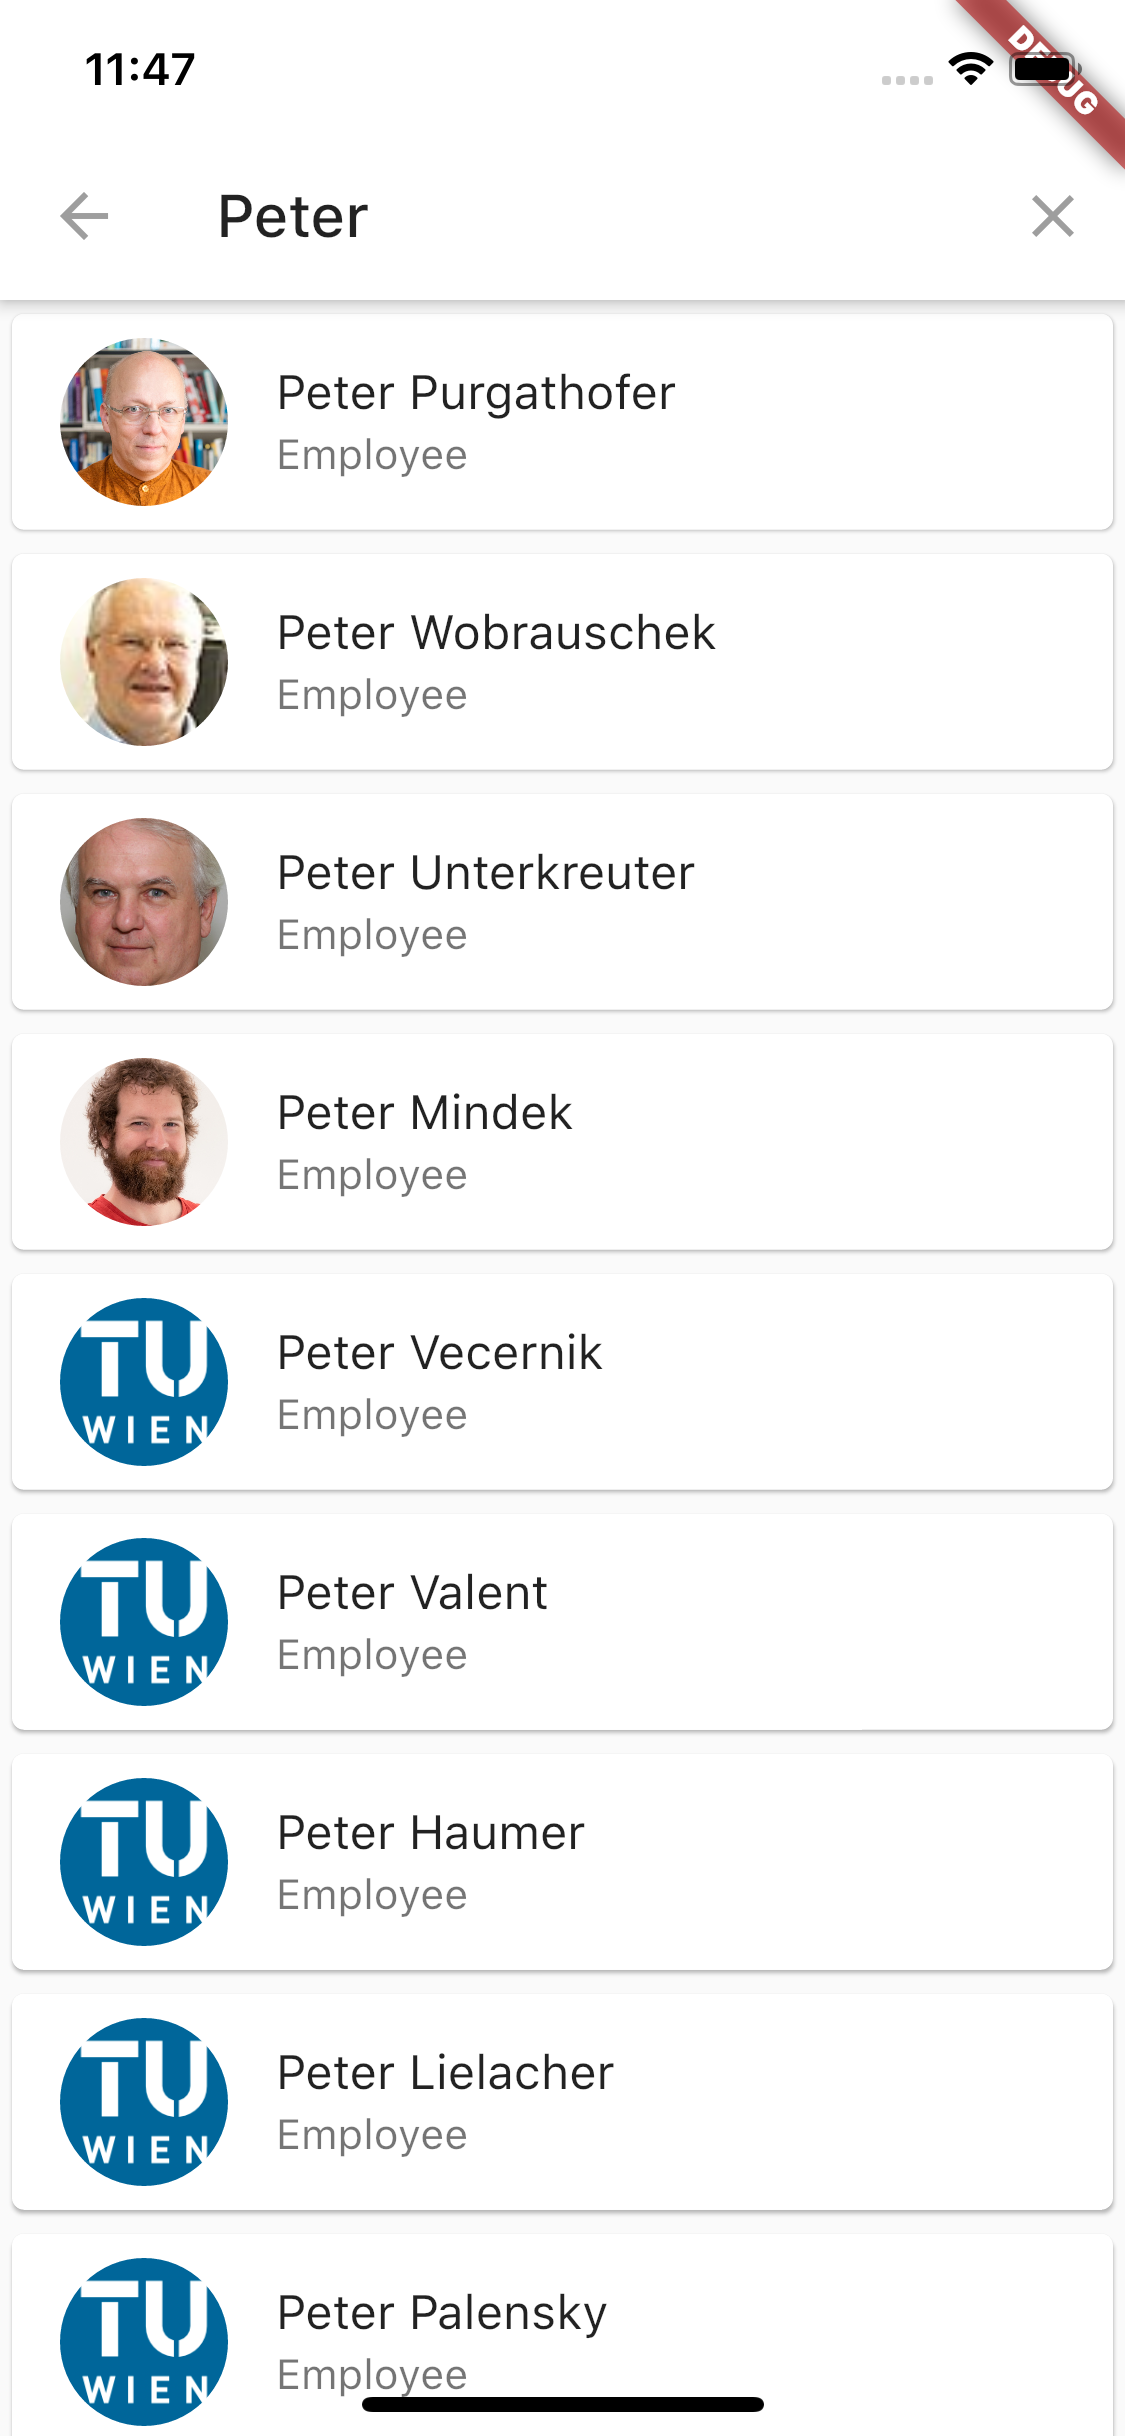 11:47
DEBUG
Peter
Peter Purgathofer
Employee
Peter Wobrauschek
Employee
Peter Unterkreuter
Employee
Peter Mindek
Employee
TU
WIEN
Peter Vecernik
Employee
TU
WIEN
Peter Valent
Employee
TU
WIEN
Peter Haumer
Employee
TU
WIEN
Peter Lielacher
Employee
TU
WIEN
Peter Palensky
Employee